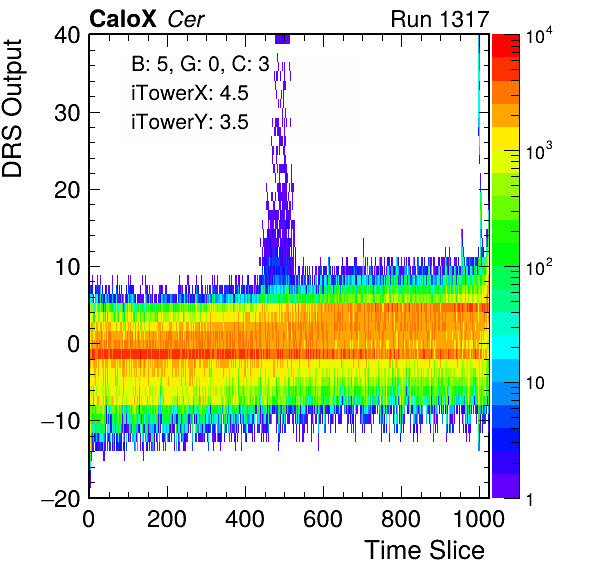 CaloX Cer Run 1317
DRS Output
B: 5, G: 0, C: 3
iTowerX: 4.5
iTowerY: 3.5
40
30
20
10
0
−10
−20
0 200 400 600 800 1000
Time Slice
10^4
10^3
10^2
10
1